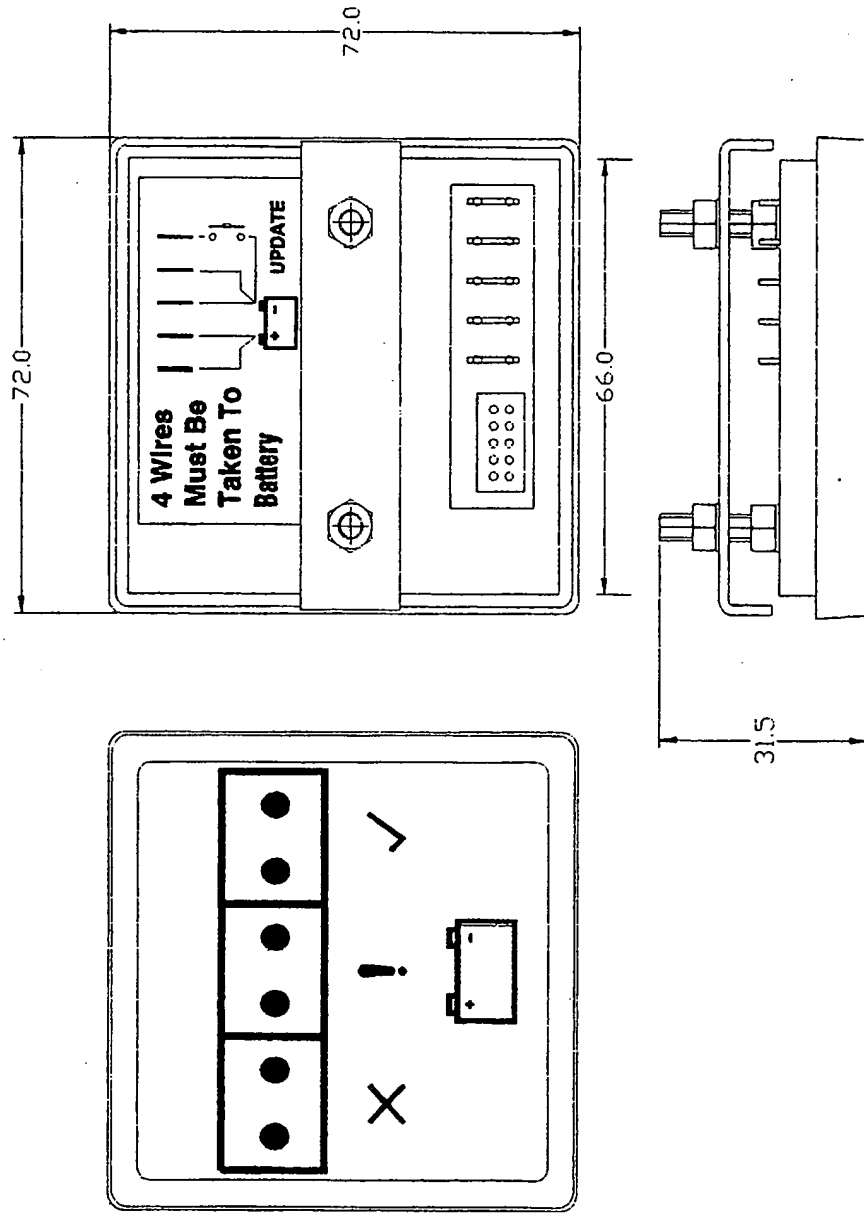 72.0
72.0
4 Wires
Must Be
Taken To
Battery
+ -
UPDATE
66.0
31.5
X ! ✓
+ -